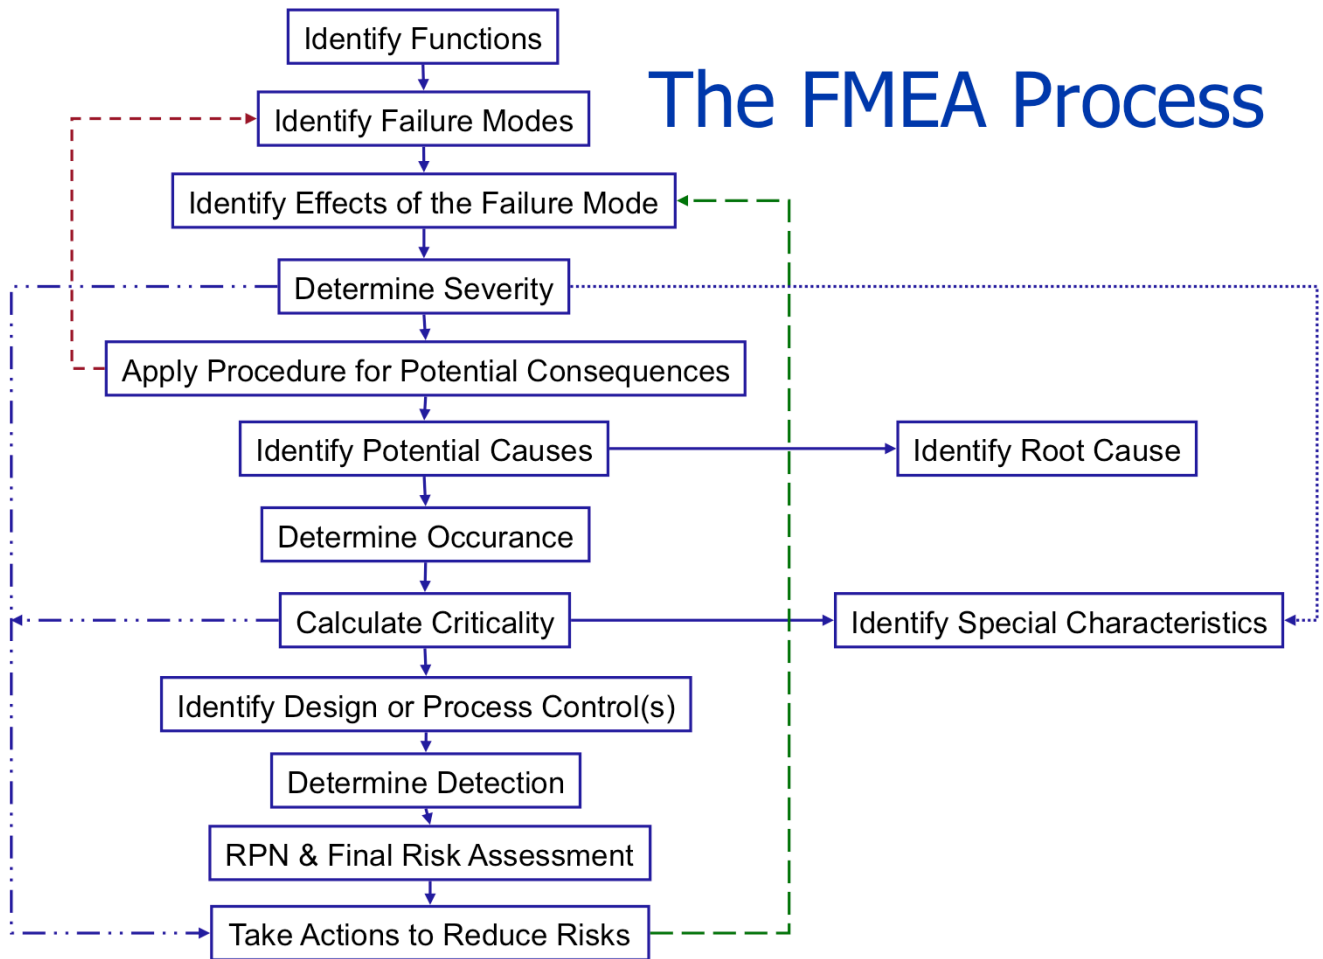 Identify Functions
The FMEA Process
Identify Failure Modes
Identify Effects of the Failure Mode
Determine Severity
Apply Procedure for Potential Consequences
Identify Potential Causes
Identify Root Cause
Determine Occurance
Calculate Criticality
Identify Special Characteristics
Identify Design or Process Control(s)
Determine Detection
RPN & Final Risk Assessment
Take Actions to Reduce Risks